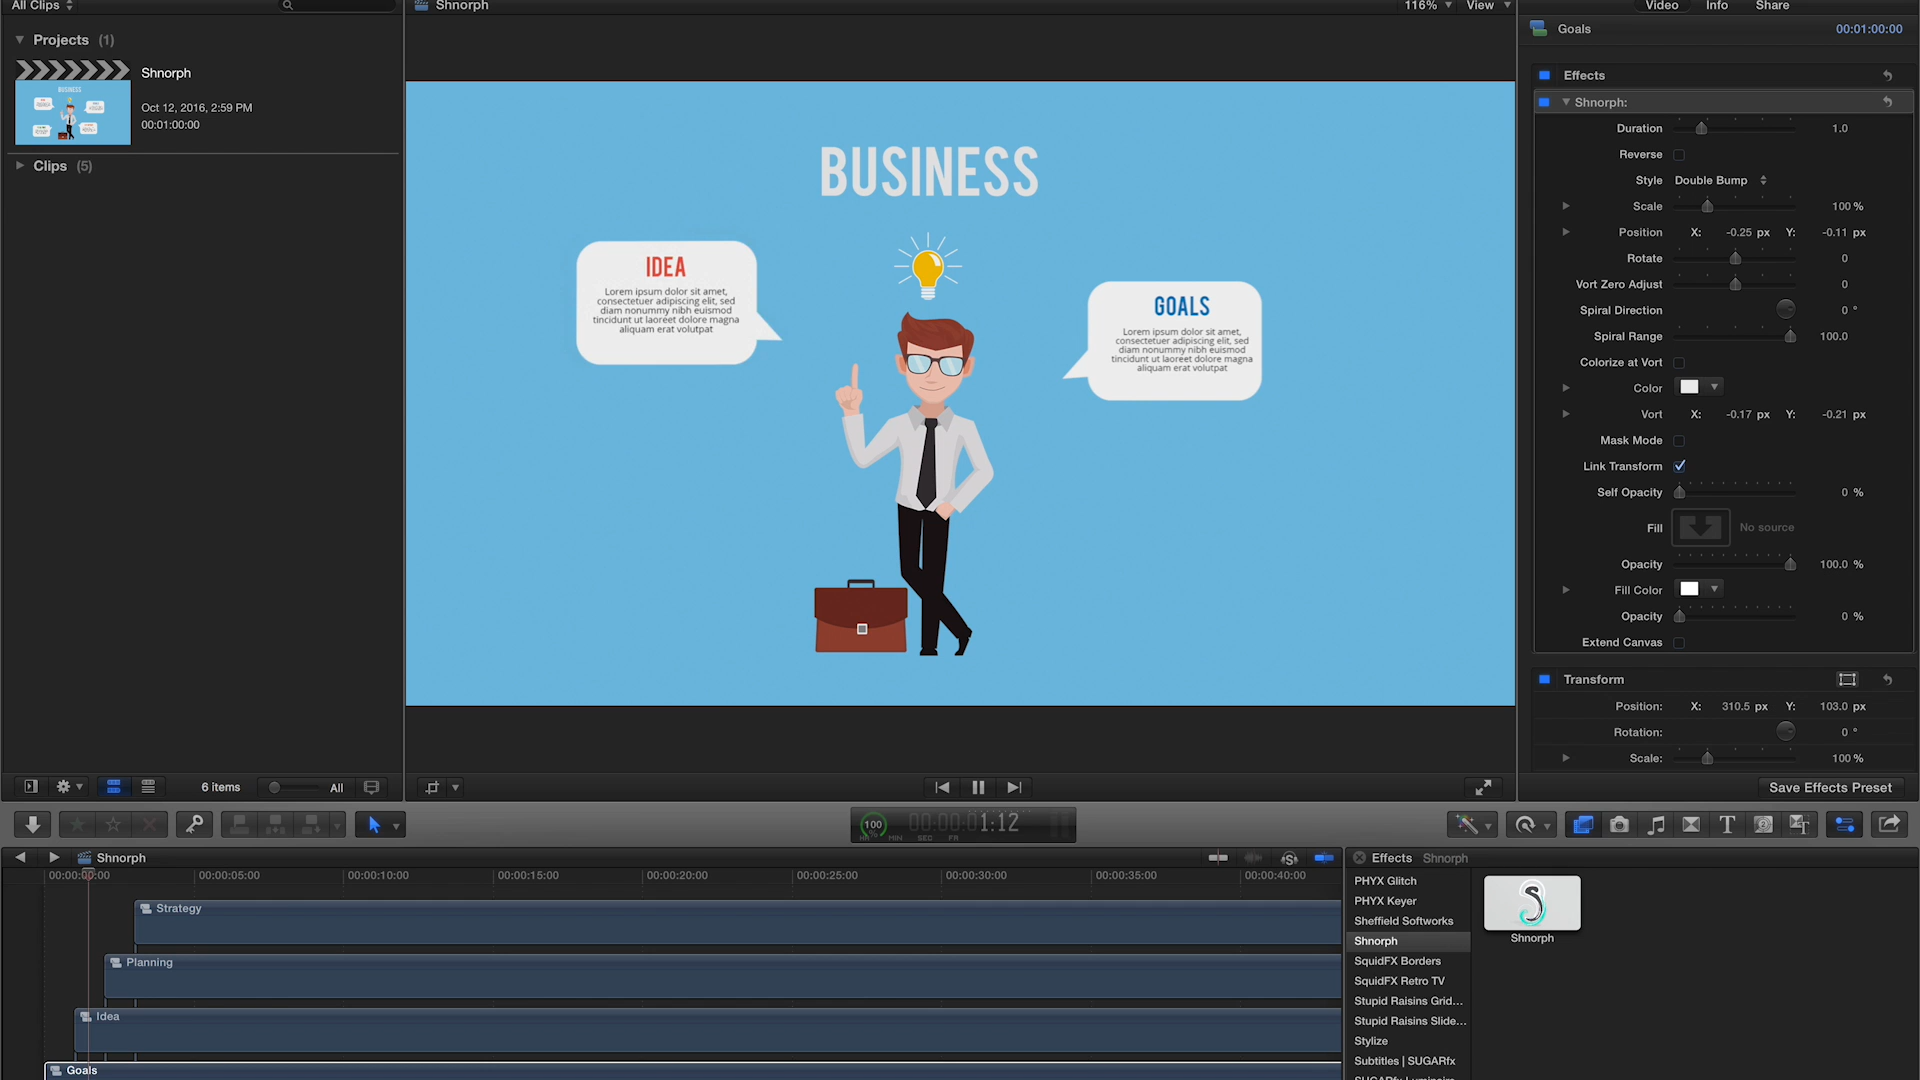 All Clips
Projects (1)
Shnorph
Oct 12, 2016, 2:59 PM
00:01:00:00
Clips (5)
6 items
All
Shnorph
116%
View
BUSINESS
IDEA
Lorem ipsum dolor sit amet,
consectetuer adipiscing elit, sed
diam nonummy nibh euismod
tincidunt ut laoreet dolore magna
aliquam erat volutpat
GOALS
Lorem ipsum dolor sit amet,
consectetuer adipiscing elit, sed
diam nonummy nibh euismod
tincidunt ut laoreet dolore magna
aliquam erat volutpat
Video Info Share
Goals 00:01:00:00
Effects
Shnorph:
Duration 1.0
Reverse
Style Double Bump
Scale 100 %
Position X: -0.25 px Y: -0.11 px
Rotate 0
Vort Zero Adjust 0
Spiral Direction 0 °
Spiral Range 100.0
Colorize at Vort
Color
Vort X: -0.17 px Y: -0.21 px
Mask Mode
Link Transform
Self Opacity 0 %
Fill No source
Opacity 100.0 %
Fill Color
Opacity 0 %
Extend Canvas
Transform
Position: X: 310.5 px Y: 103.0 px
Rotation: 0 °
Scale: 100 %
Save Effects Preset
100 %
00:00:01:12
HR MIN SEC FR
Shnorph
00:00:05:00 00:00:10:00 00:00:15:00 00:00:20:00 00:00:25:00 00:00:30:00 00:00:35:00 00:00:40:00
Strategy
Planning
Idea
Goals
Effects Shnorph
PHYX Glitch
PHYX Keyer
Sheffield Softworks
Shnorph
SquidFX Borders
SquidFX Retro TV
Stupid Raisins Grid...
Stupid Raisins Slide...
Stylize
Subtitles | SUGARfx
Shnorph